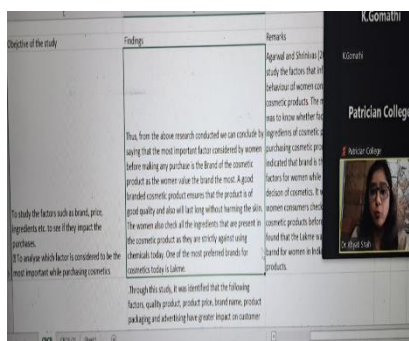 Obejctive of the study
Findings
Remarks
To study the factors such as brand, price,
ingredients etc. to see if they impact the
purchases.
To analyse which factor is considered to be the
most important while purchasing cosmetics
Thus, from the above research conducted we can conclude by
saying that the most important factor considered by women
before making any purchase is the Brand of the cosmetic
product as the women value the brand the most. A good
branded cosmetic product ensures that the product is of
good quality and also will last long without harming the skin.
The women also check all the ingredients that are present in
the cosmetic product as they are strictly against using
chemicals today. One of the most preferred brands for
cosmetics today is Lakme.
Through this study, it was identified that the following
factors, quality product, product price, brand name, product
packaging and advertising have greater impact on customer
Agarwal and Shrinivas (2
study the factors that inf
behaviour of women con
cosmetic products. The m
was to know whether fac
ingredients of cosmetic p
purchasing cosmetic pro
indicated that brand is th
factors for women while
decison of cosmetics. It w
women consumers check
cosmetic products before
found that the Lakme wa
barnd for women in Indi
products.
K.Gomathi
K.Gomathi
Patrician College
Patrician College
Dr. Khyati Shah